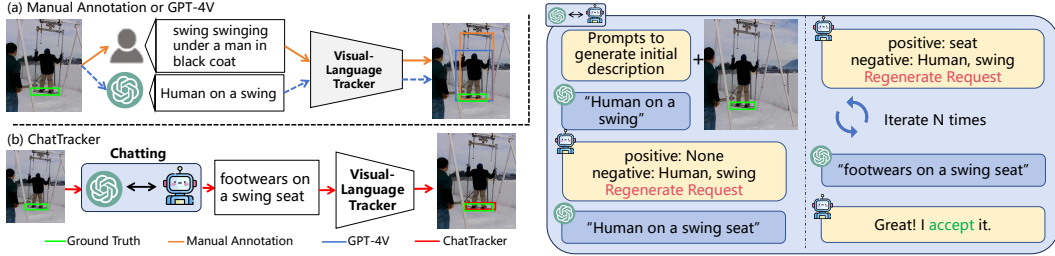 (a) Manual Annotation or GPT-4V
swing swinging
under a man in
black coat
Human on a swing
Visual-
Language
Tracker
(b) ChatTracker
Chatting
footwears on
a swing seat
Visual-
Language
Tracker
Ground Truth
Manual Annotation
GPT-4V
ChatTracker
Prompts to
generate initial
description
+
"Human on a
swing"
positive: None
negative: Human, swing
Regenerate Request
"Human on a swing seat"
positive: seat
negative: Human, swing
Regenerate Request
Iterate N times
"footwears on a swing seat"
Great! I accept it.